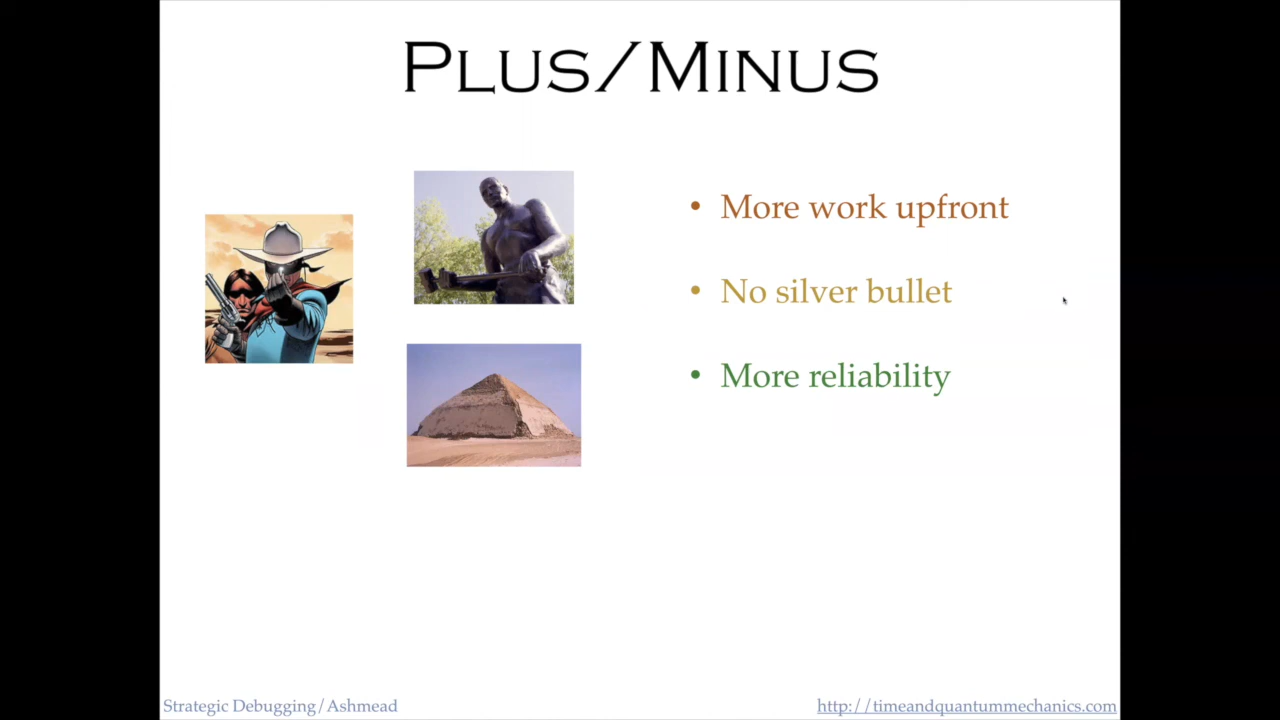 Plus/Minus
• More work upfront
• No silver bullet
• More reliability
Strategic Debugging/Ashmead
http://timeandquantummechanics.com